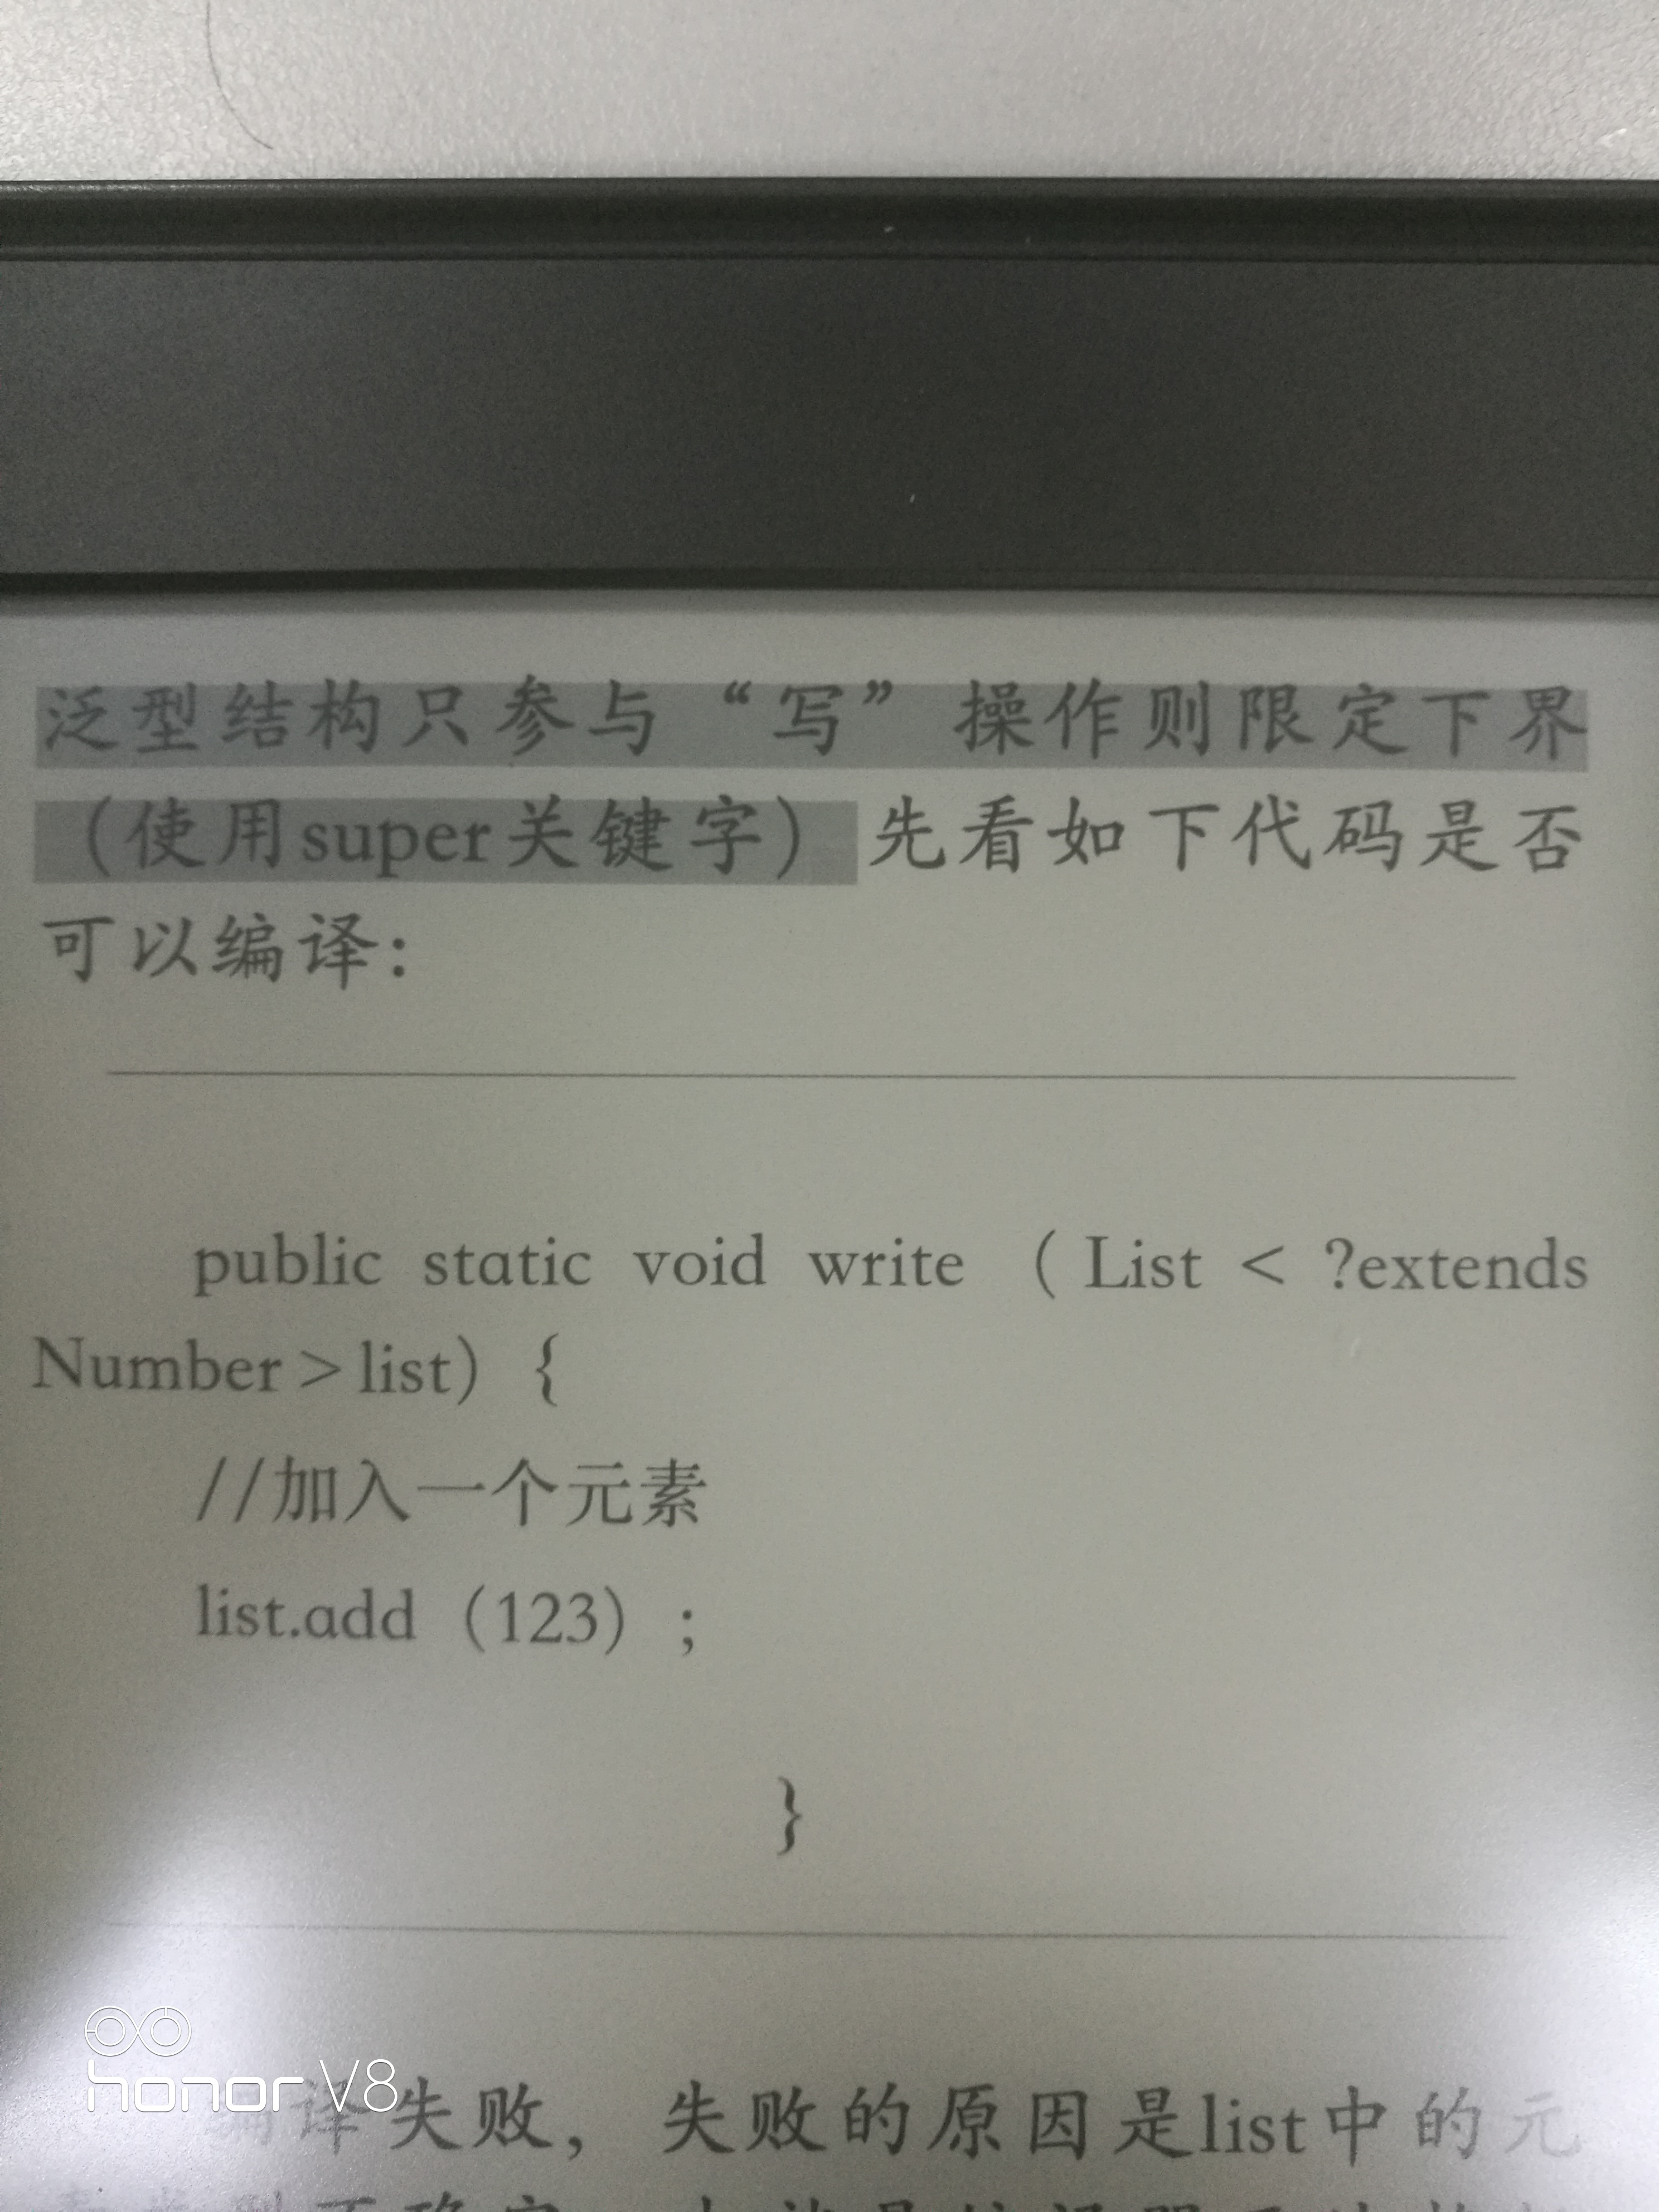 泛型结构只参与“写”操作则限定下界
（使用super关键字）先看如下代码是否
可以编译：
public static void write （List < ?extends
Number＞list）{
//加入一个元素
list.add（123）；
}
编译失败，失败的原因是list中的元
honor V8